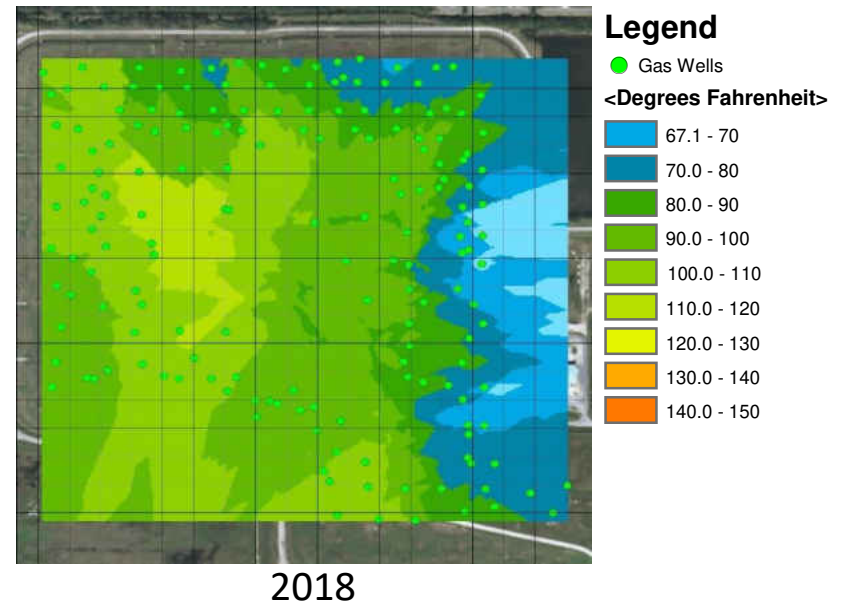 Legend
Gas Wells
<Degrees Fahrenheit>
67.1 - 70
70.0 - 80
80.0 - 90
90.0 - 100
100.0 - 110
110.0 - 120
120.0 - 130
130.0 - 140
140.0 - 150
2018